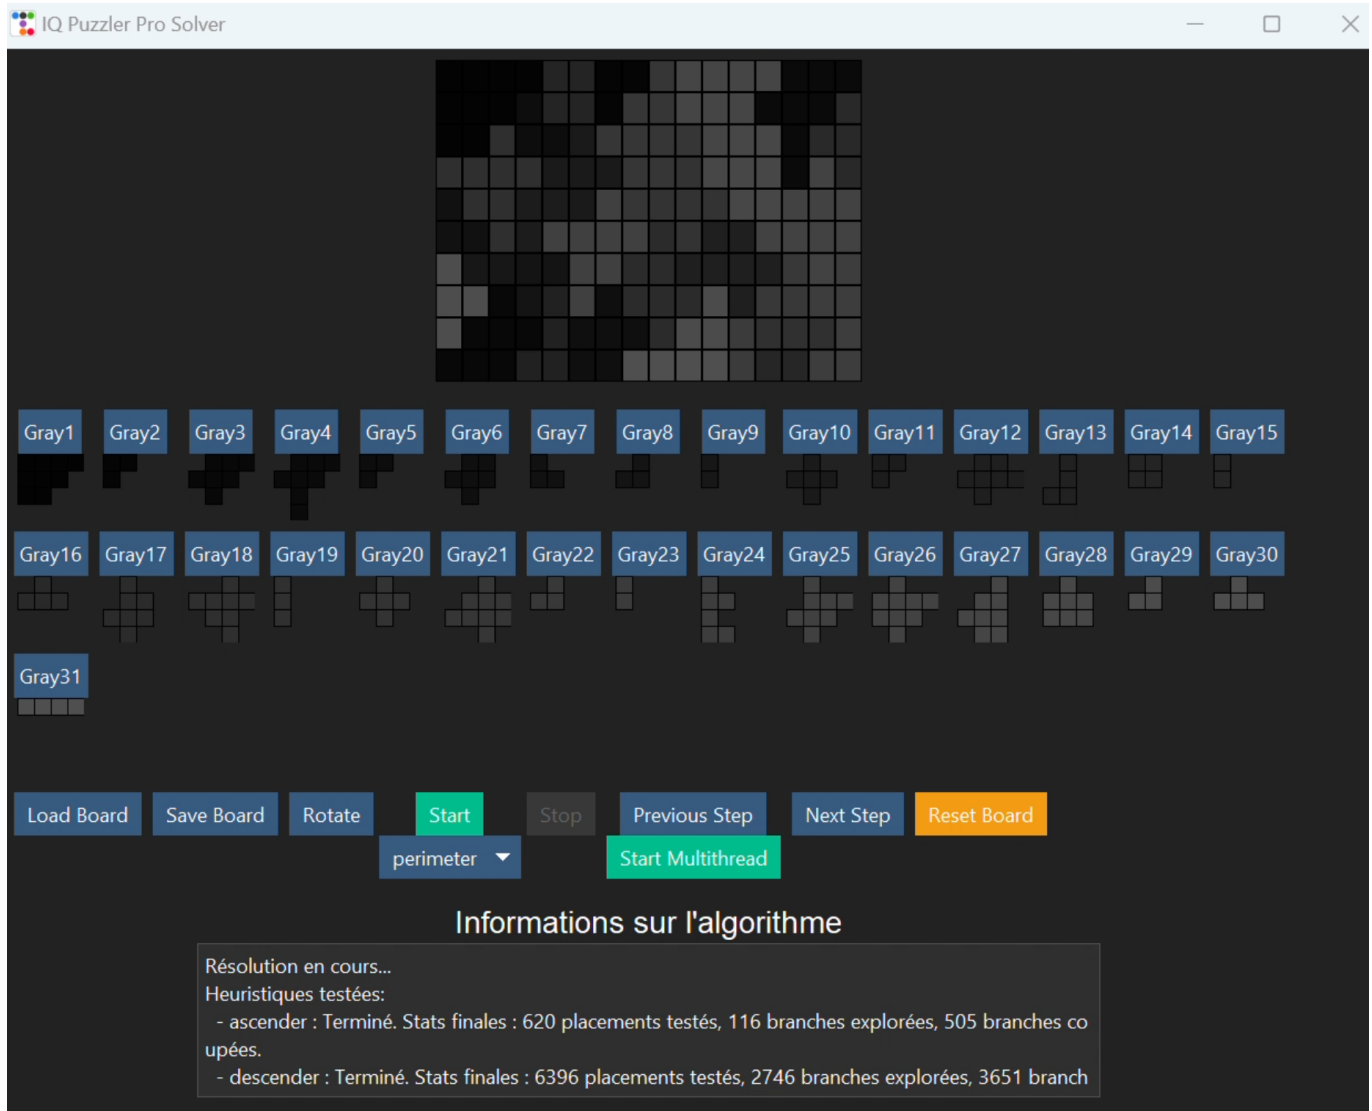 IQ Puzzler Pro Solver
Gray1 Gray2 Gray3 Gray4 Gray5 Gray6 Gray7 Gray8 Gray9 Gray10 Gray11 Gray12 Gray13 Gray14 Gray15
Gray16 Gray17 Gray18 Gray19 Gray20 Gray21 Gray22 Gray23 Gray24 Gray25 Gray26 Gray27 Gray28 Gray29 Gray30
Gray31
Load Board Save Board Rotate Start Stop Previous Step Next Step Reset Board
perimeter Start Multithread
Informations sur l'algorithme
Résolution en cours...
Heuristiques testées:
- ascender : Terminé. Stats finales : 620 placements testés, 116 branches explorées, 505 branches co
upées.
- descender : Terminé. Stats finales : 6396 placements testés, 2746 branches explorées, 3651 branch